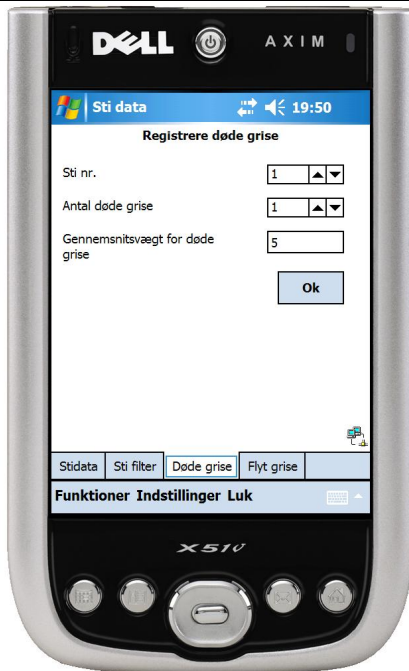 DELL
AXIM
Sti data 19:50
Registrere døde grise
Sti nr. 1
Antal døde grise 1
Gennemsnitsvægt for døde 5
grise
Ok
Stidata Sti filter Døde grise Flyt grise
Funktioner Indstillinger Luk
X51v